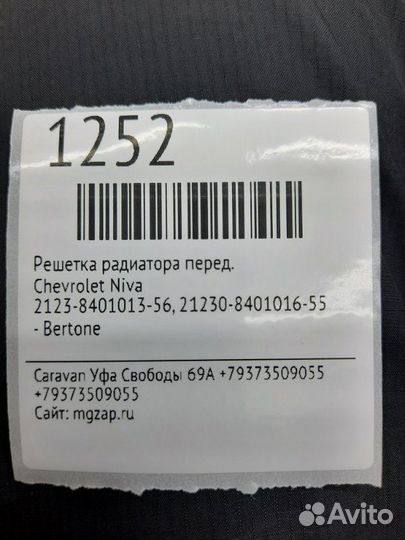 1252
Решетка радиатора перед.
Chevrolet Niva
2123-8401013-56, 21230-8401016-55
- Bertone
Caravan Уфа Свободы 69А +79373509055
+79373509055
Сайт: mgzap.ru
Avito